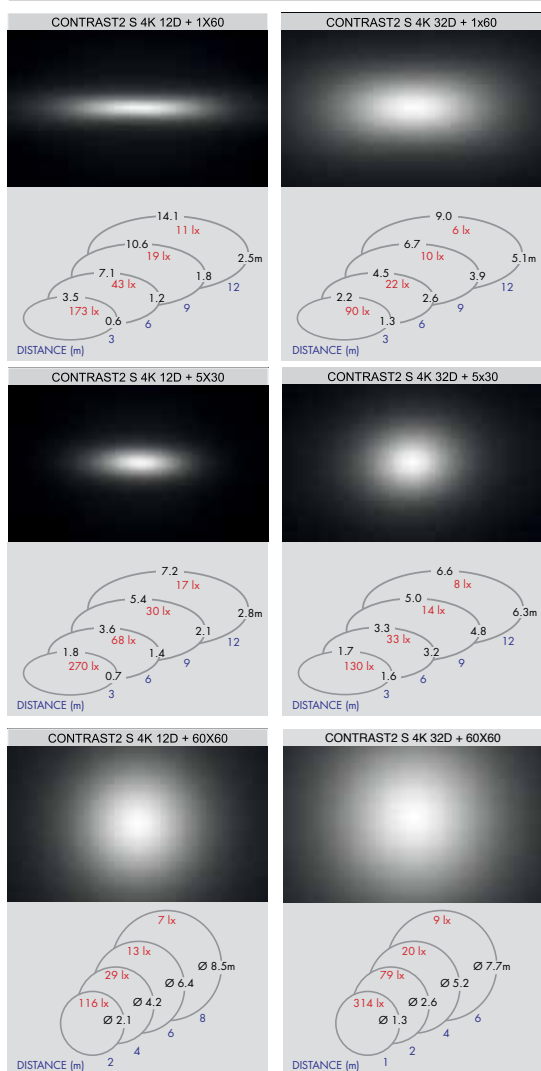 CONTRAST2 S 4K 12D + 1X60
14.1
11 lx
10.6
19 lx
2.5m
7.1
43 lx
1.8
12
3.5
173 lx
1.2
9
0.6
6
3
DISTANCE (m)
CONTRAST2 S 4K 32D + 1x60
9.0
6 lx
6.7
10 lx
5.1m
4.5
22 lx
3.9
12
2.2
90 lx
2.6
9
1.3
6
3
DISTANCE (m)
CONTRAST2 S 4K 12D + 5X30
7.2
17 lx
5.4
30 lx
2.8m
3.6
68 lx
2.1
12
1.8
270 lx
1.4
9
0.7
6
3
DISTANCE (m)
CONTRAST2 S 4K 32D + 5x30
6.6
8 lx
5.0
14 lx
6.3m
3.3
33 lx
4.8
12
1.7
130 lx
3.2
9
1.6
6
3
DISTANCE (m)
CONTRAST2 S 4K 12D + 60X60
7 lx
13 lx
Ø 8.5m
29 lx
Ø 6.4
116 lx
Ø 4.2
8
Ø 2.1
6
4
2
DISTANCE (m)
CONTRAST2 S 4K 32D + 60X60
9 lx
20 lx
Ø 7.7m
79 lx
Ø 5.2
314 lx
Ø 2.6
6
Ø 1.3
4
2
1
DISTANCE (m)